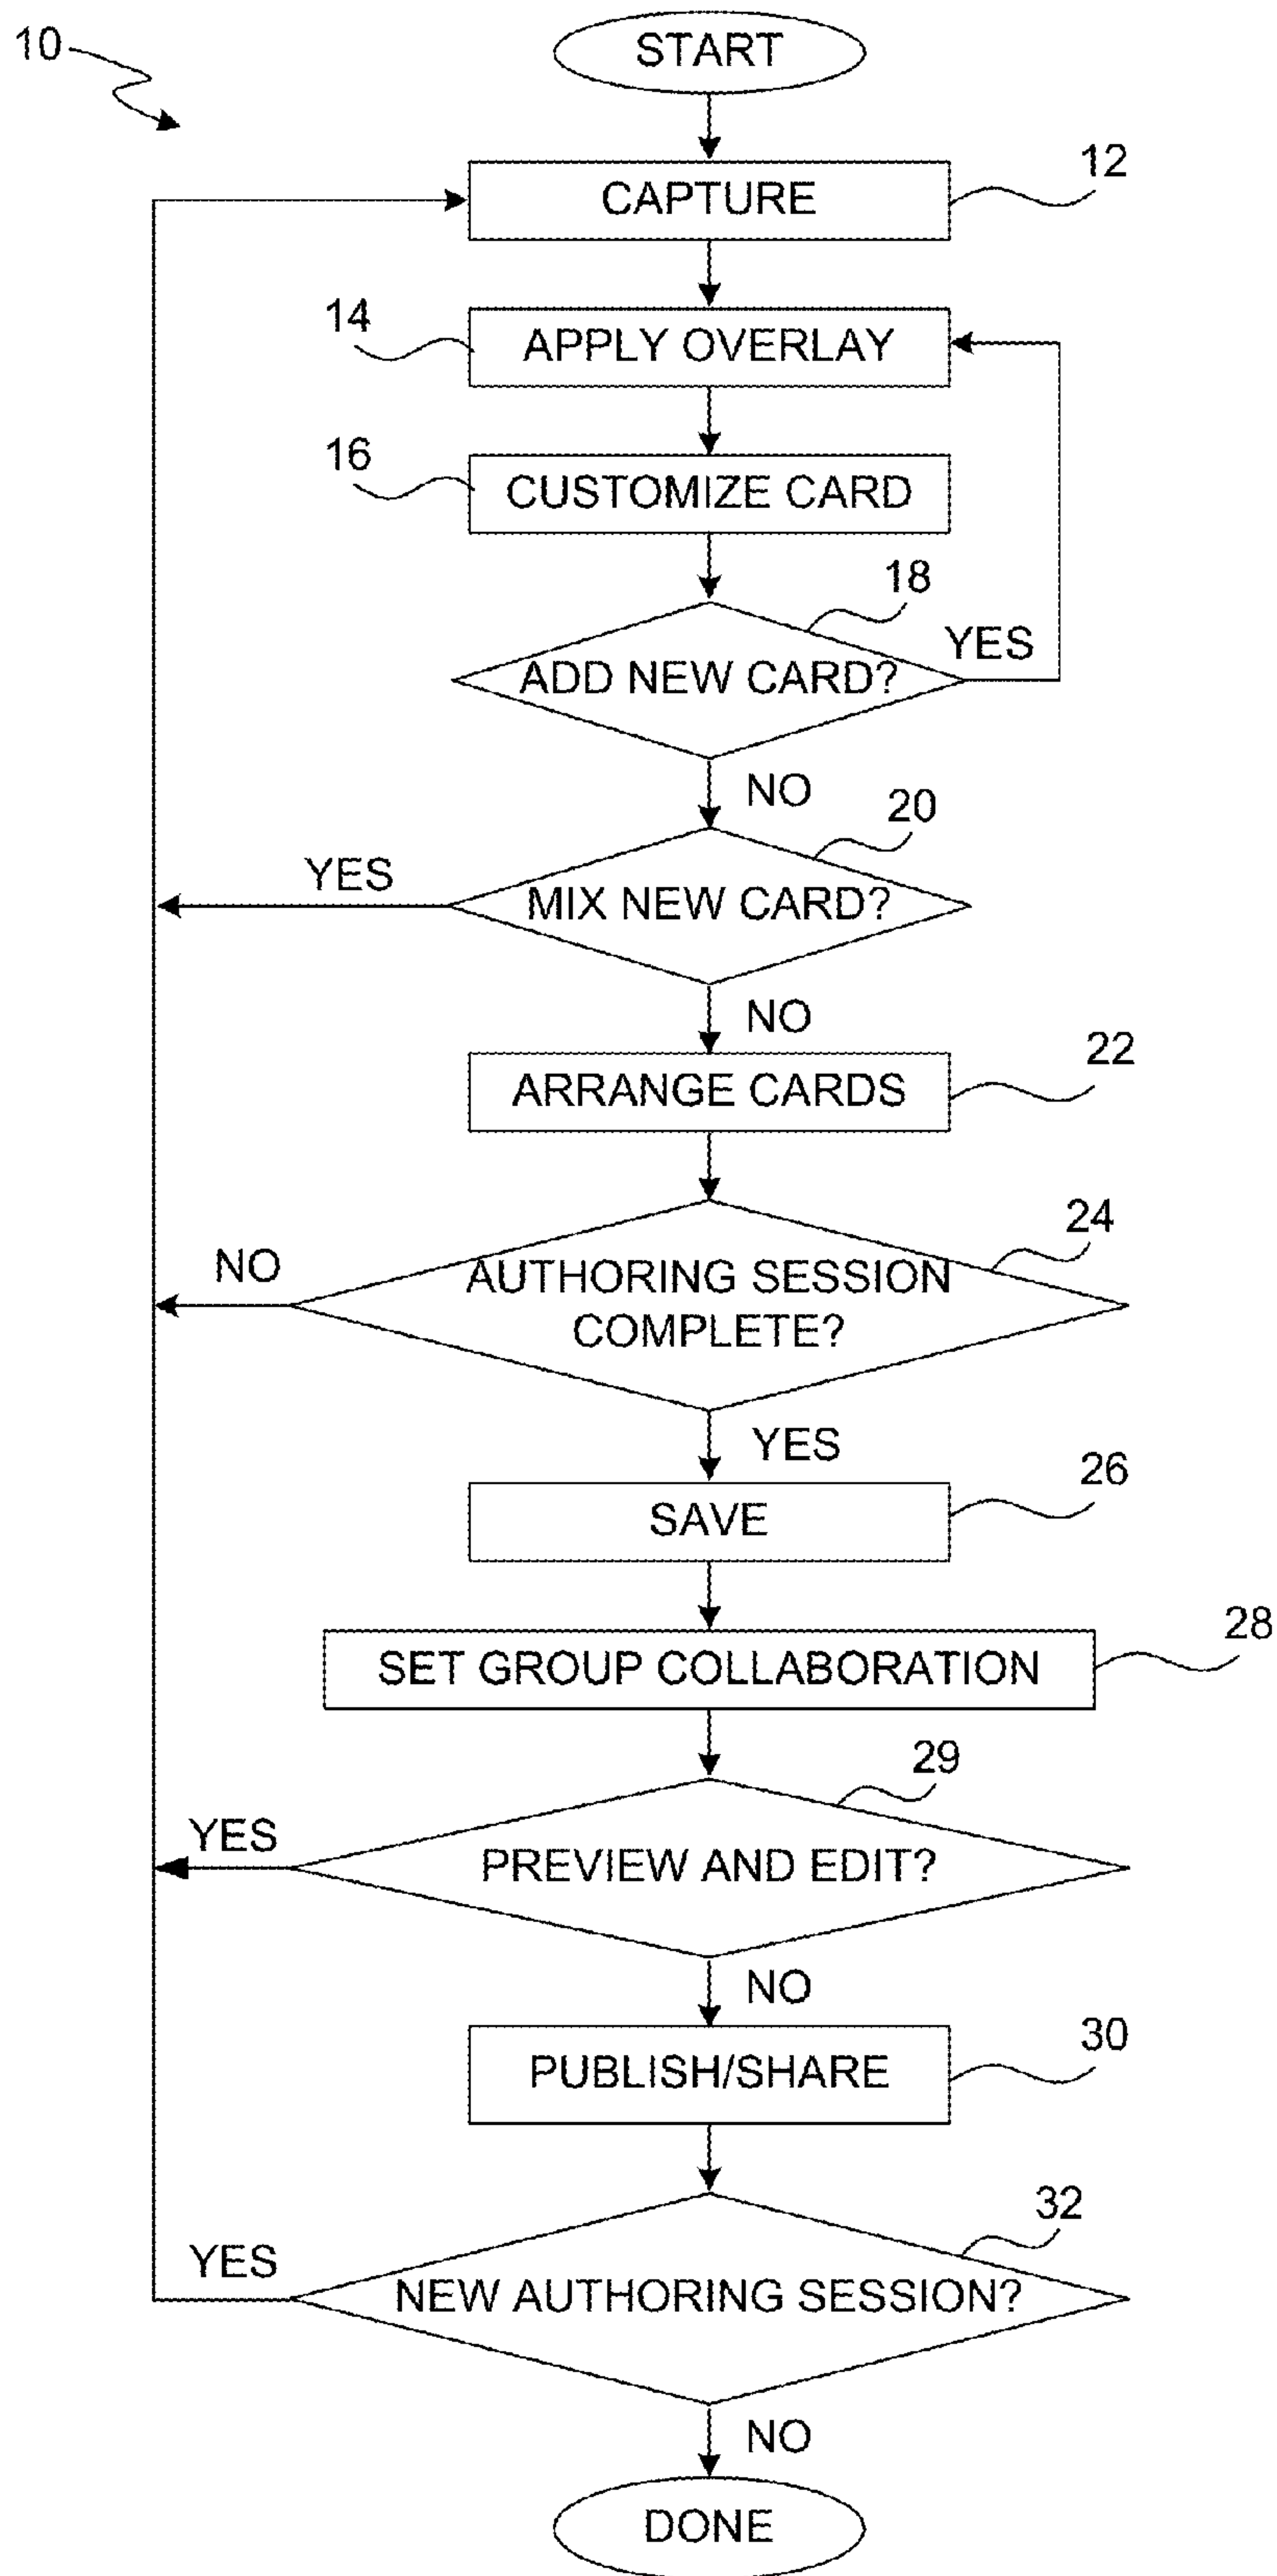 10
START
CAPTURE
12
14
APPLY OVERLAY
16
CUSTOMIZE CARD
18
ADD NEW CARD?
YES
NO
20
YES
MIX NEW CARD?
NO
ARRANGE CARDS
22
24
NO
AUTHORING SESSION
COMPLETE?
YES
SAVE
26
SET GROUP COLLABORATION
28
29
YES
PREVIEW AND EDIT?
NO
PUBLISH/SHARE
30
32
YES
NEW AUTHORING SESSION?
NO
DONE